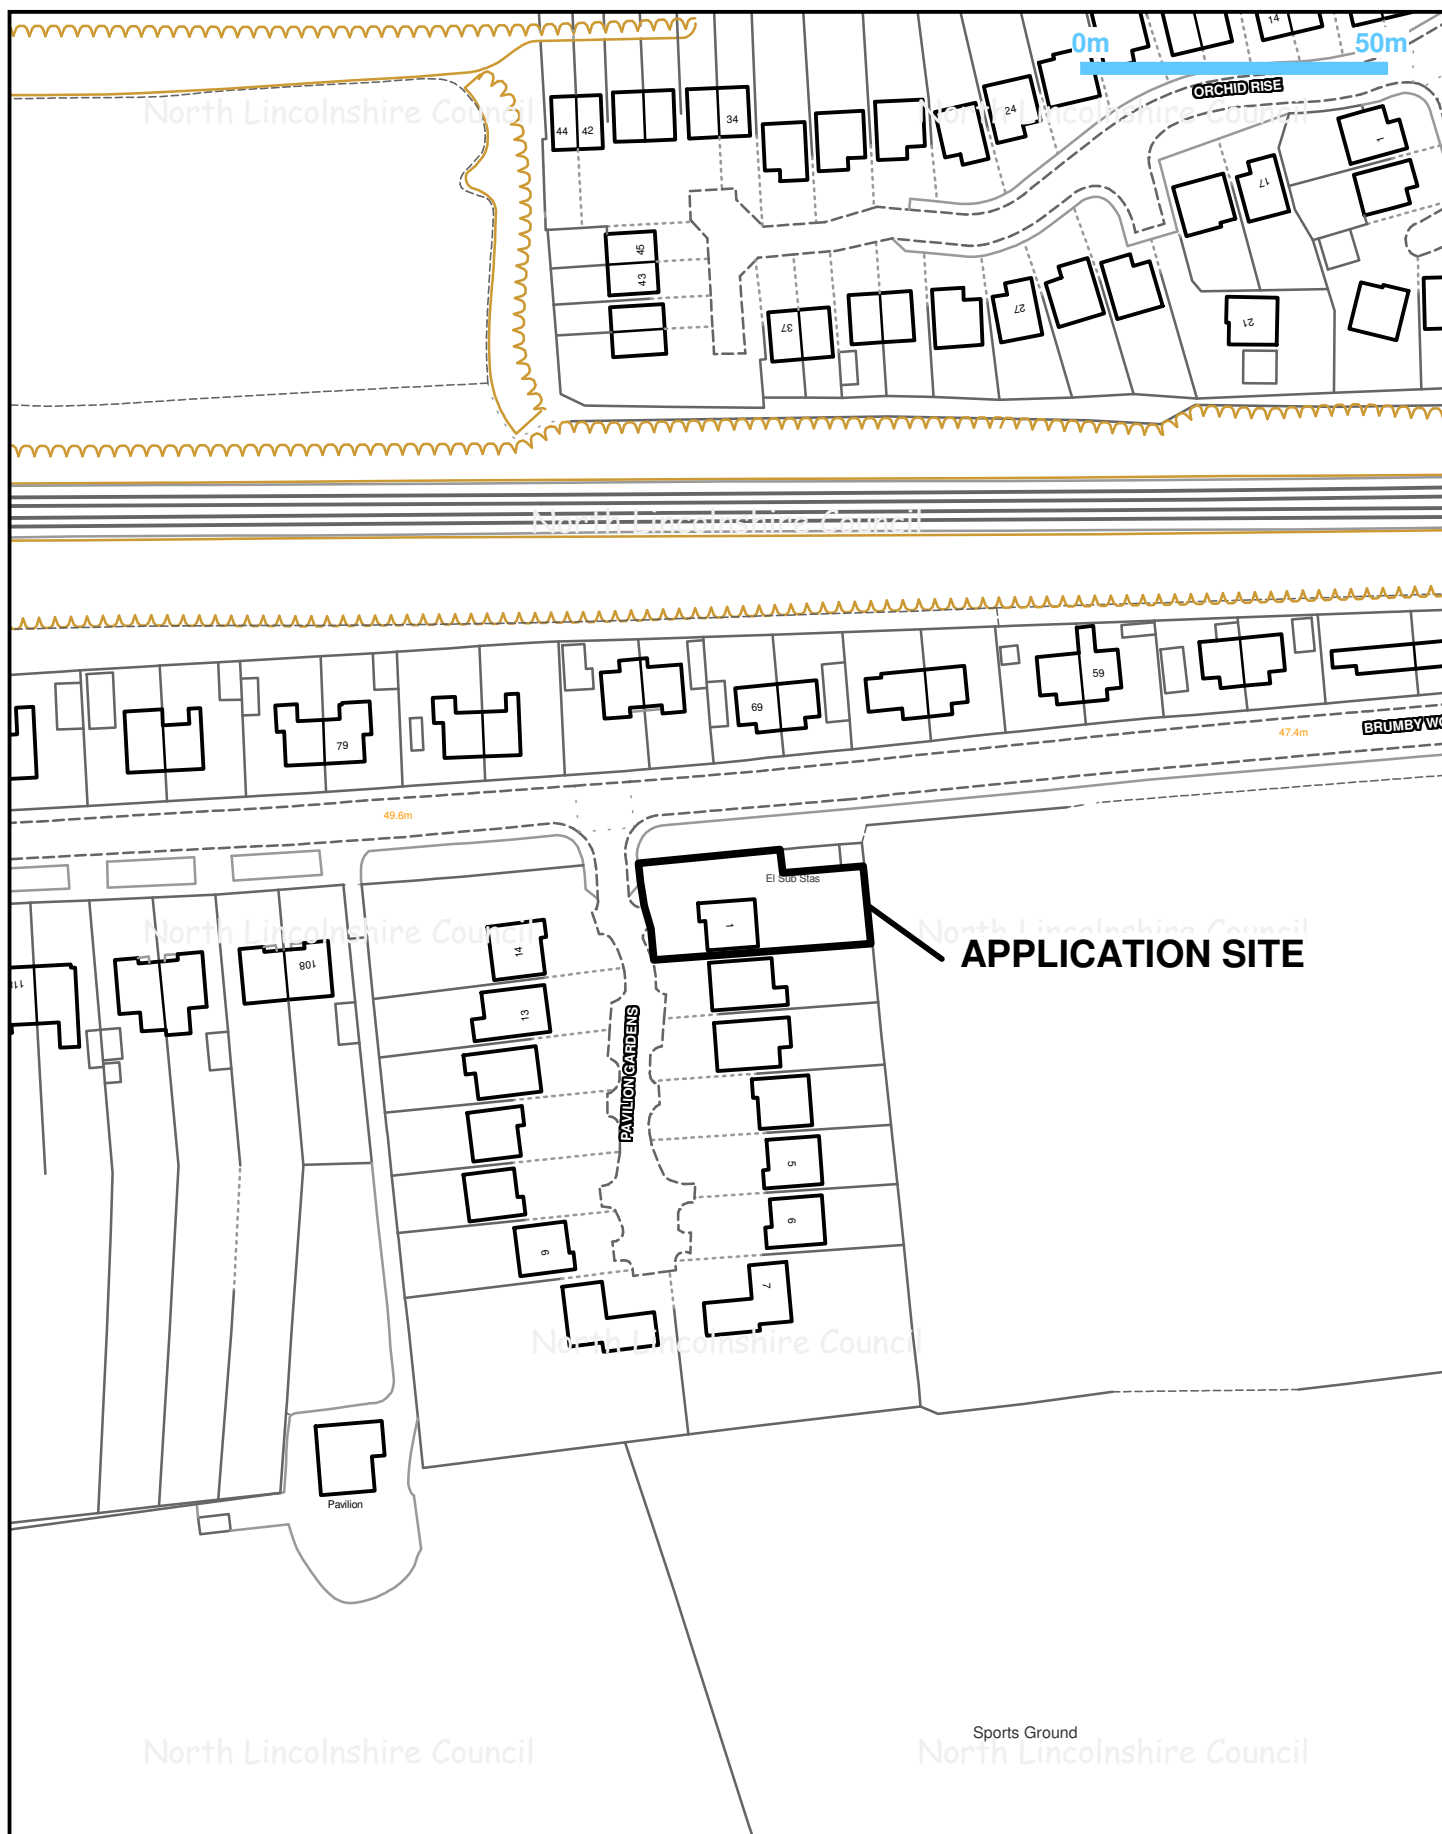 14
0m
50m
ORCHID RISE
North Lincolnshire Council
North Lincolnshire Council
24
34
44
42
1
17
45
43
21
27
37
North Lincolnshire Council
59
69
79
47.4m
BRUMBY WO
49.6m
El Sub Stas
1
North Lincolnshire Council
North Lincolnshire Council
APPLICATION SITE
14
108
118
13
PAVILION GARDENS
5
6
9
7
North Lincolnshire Council
Pavilion
Sports Ground
North Lincolnshire Council
North Lincolnshire Council